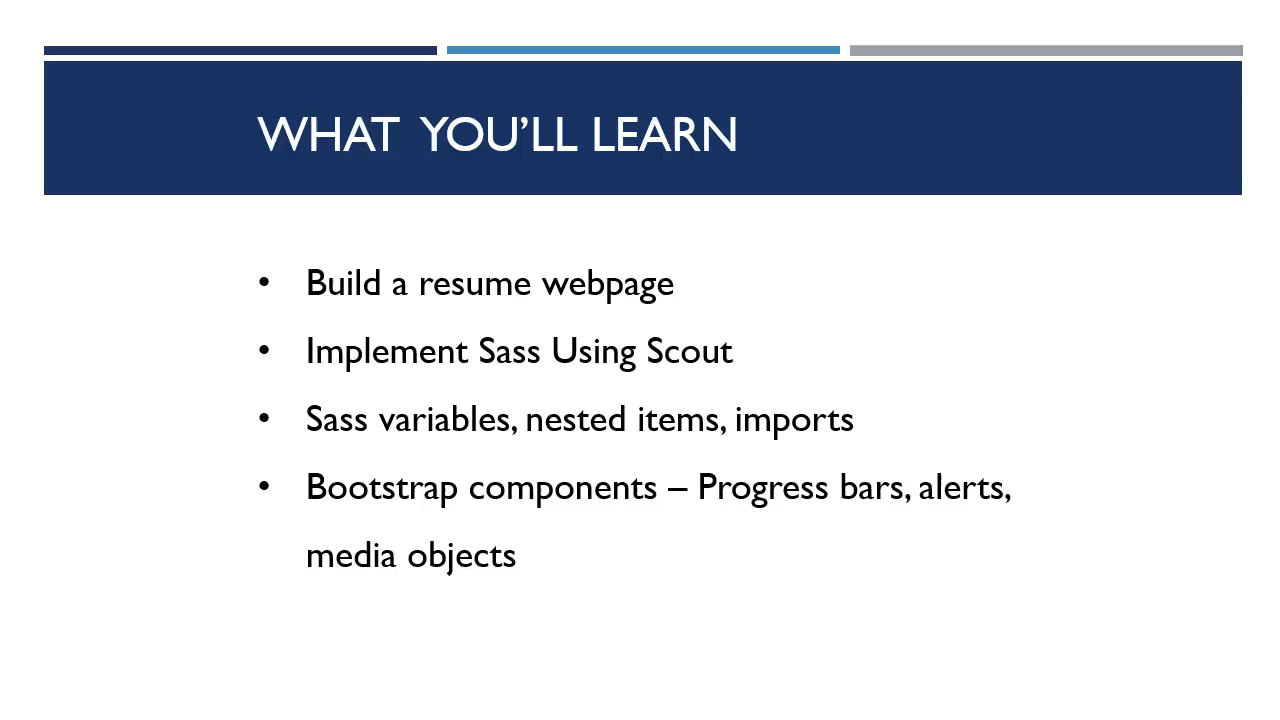 WHAT YOU’LL LEARN
• Build a resume webpage
• Implement Sass Using Scout
• Sass variables, nested items, imports
• Bootstrap components – Progress bars, alerts,
media objects